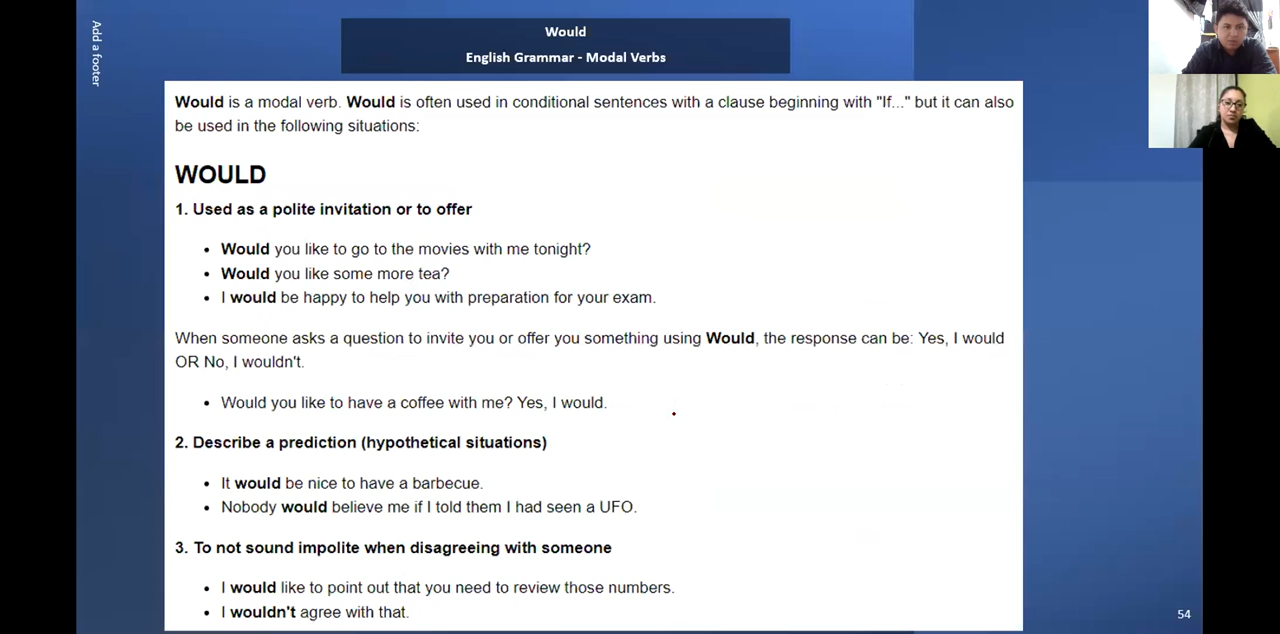 Add a footer
Would
English Grammar - Modal Verbs
Would is a modal verb. Would is often used in conditional sentences with a clause beginning with "If..." but it can also
be used in the following situations:
WOULD
1. Used as a polite invitation or to offer
• Would you like to go to the movies with me tonight?
• Would you like some more tea?
• I would be happy to help you with preparation for your exam.
When someone asks a question to invite you or offer you something using Would, the response can be: Yes, I would
OR No, I wouldn't.
• Would you like to have a coffee with me? Yes, I would.
2. Describe a prediction (hypothetical situations)
• It would be nice to have a barbecue.
• Nobody would believe me if I told them I had seen a UFO.
3. To not sound impolite when disagreeing with someone
• I would like to point out that you need to review those numbers.
• I wouldn't agree with that.
54